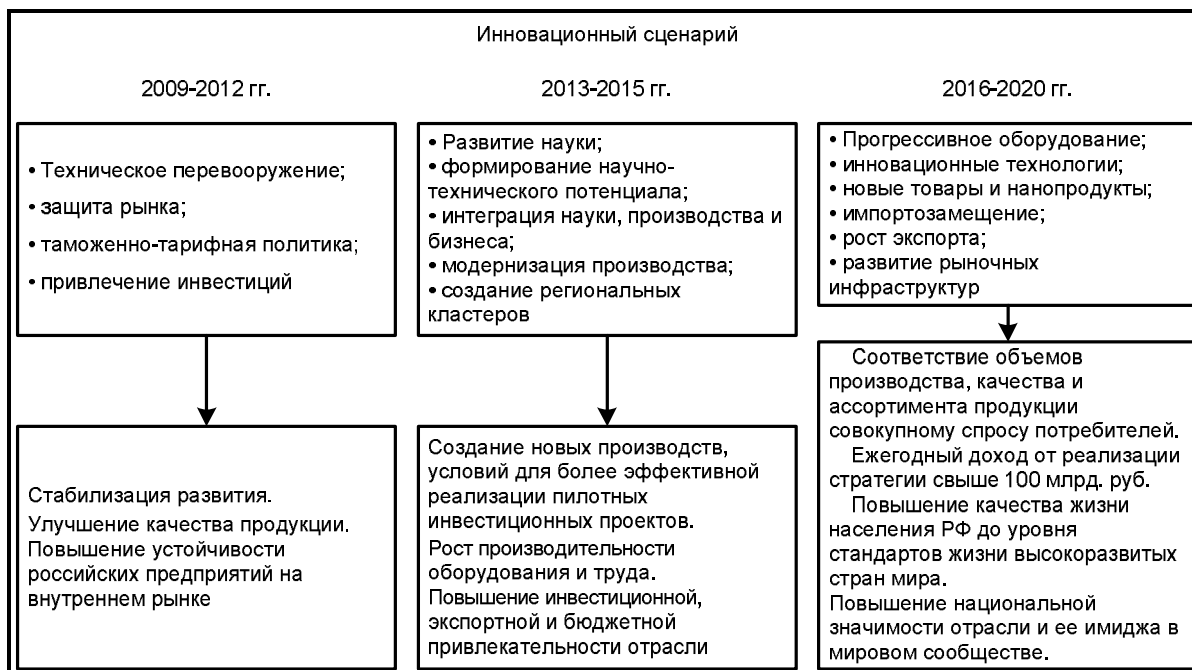 Инновационный сценарий
2009-2012 гг.
2013-2015 гг.
2016-2020 гг.
• Техническое перевооружение;
• защита рынка;
• таможенно-тарифная политика;
• привлечение инвестиций
• Развитие науки;
• формирование научно-
технического потенциала;
• интеграция науки, производства и
бизнеса;
• модернизация производства;
• создание региональных
кластеров
• Прогрессивное оборудование;
• инновационные технологии;
• новые товары и нанопродукты;
• импортозамещение;
• рост экспорта;
• развитие рыночных
инфраструктур
Стабилизация развития.
Улучшение качества продукции.
Повышение устойчивости
российских предприятий на
внутреннем рынке
Создание новых производств,
условий для более эффективной
реализации пилотных
инвестиционных проектов.
Рост производительности
оборудования и труда.
Повышение инвестиционной,
экспортной и бюджетной
привлекательности отрасли
Соответствие объемов
производства, качества и
ассортимента продукции
совокупному спросу потребителей.
Ежегодный доход от реализации
стратегии свыше 100 млрд. руб.
Повышение качества жизни
населения РФ до уровня
стандартов жизни высокоразвитых
стран мира.
Повышение национальной
значимости отрасли и ее имиджа в
мировом сообществе.